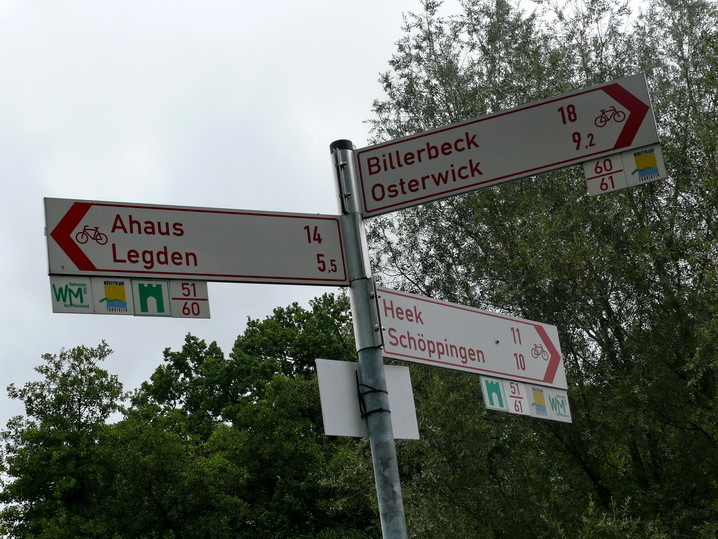 Billerbeck 18
Osterwick 9.2
60
61
Ahaus 14
Legden 5.5
WM
51
60
Heek 11
Schöppingen 10
51
61
WM